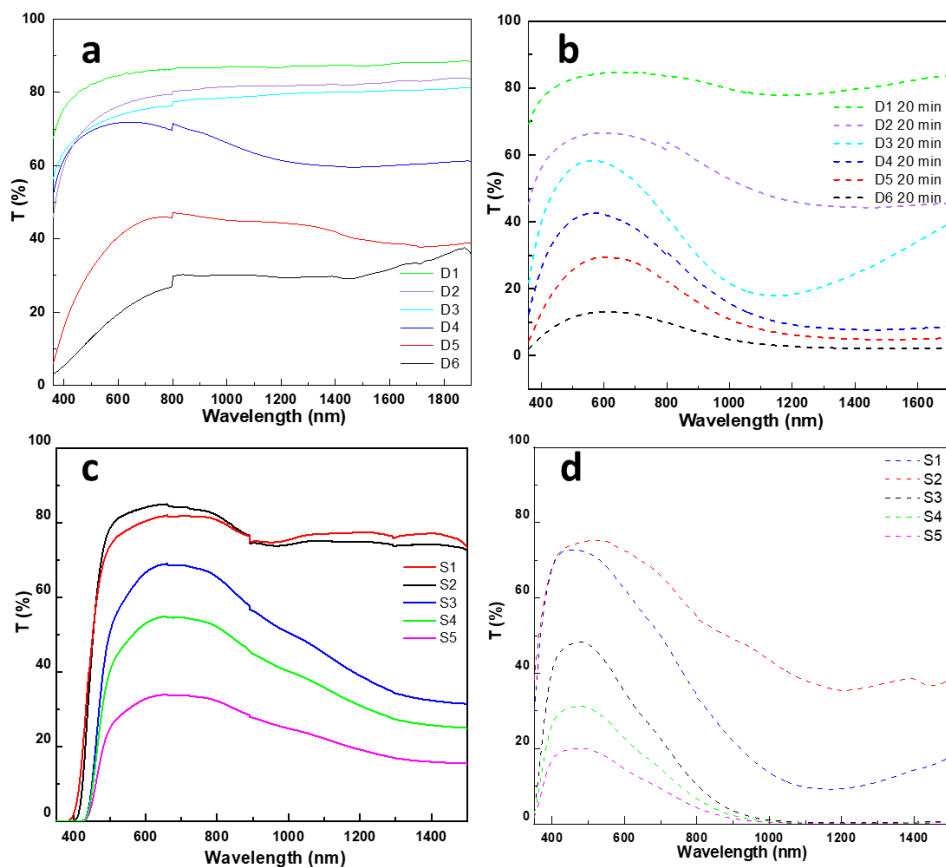 a
T (%)
100
80
60
40
20
0
D1
D2
D3
D4
D5
D6
400 600 800 1000 1200 1400 1600 1800
Wavelength (nm)
b
T (%)
100
80
60
40
20
0
D1 20 min
D2 20 min
D3 20 min
D4 20 min
D5 20 min
D6 20 min
400 600 800 1000 1200 1400 1600
Wavelength (nm)
c
T (%)
100
80
60
40
20
0
S1
S2
S3
S4
S5
400 600 800 1000 1200 1400
Wavelength (nm)
d
T (%)
100
80
60
40
20
0
S1
S2
S3
S4
S5
400 600 800 1000 1200 1400
Wavelength (nm)